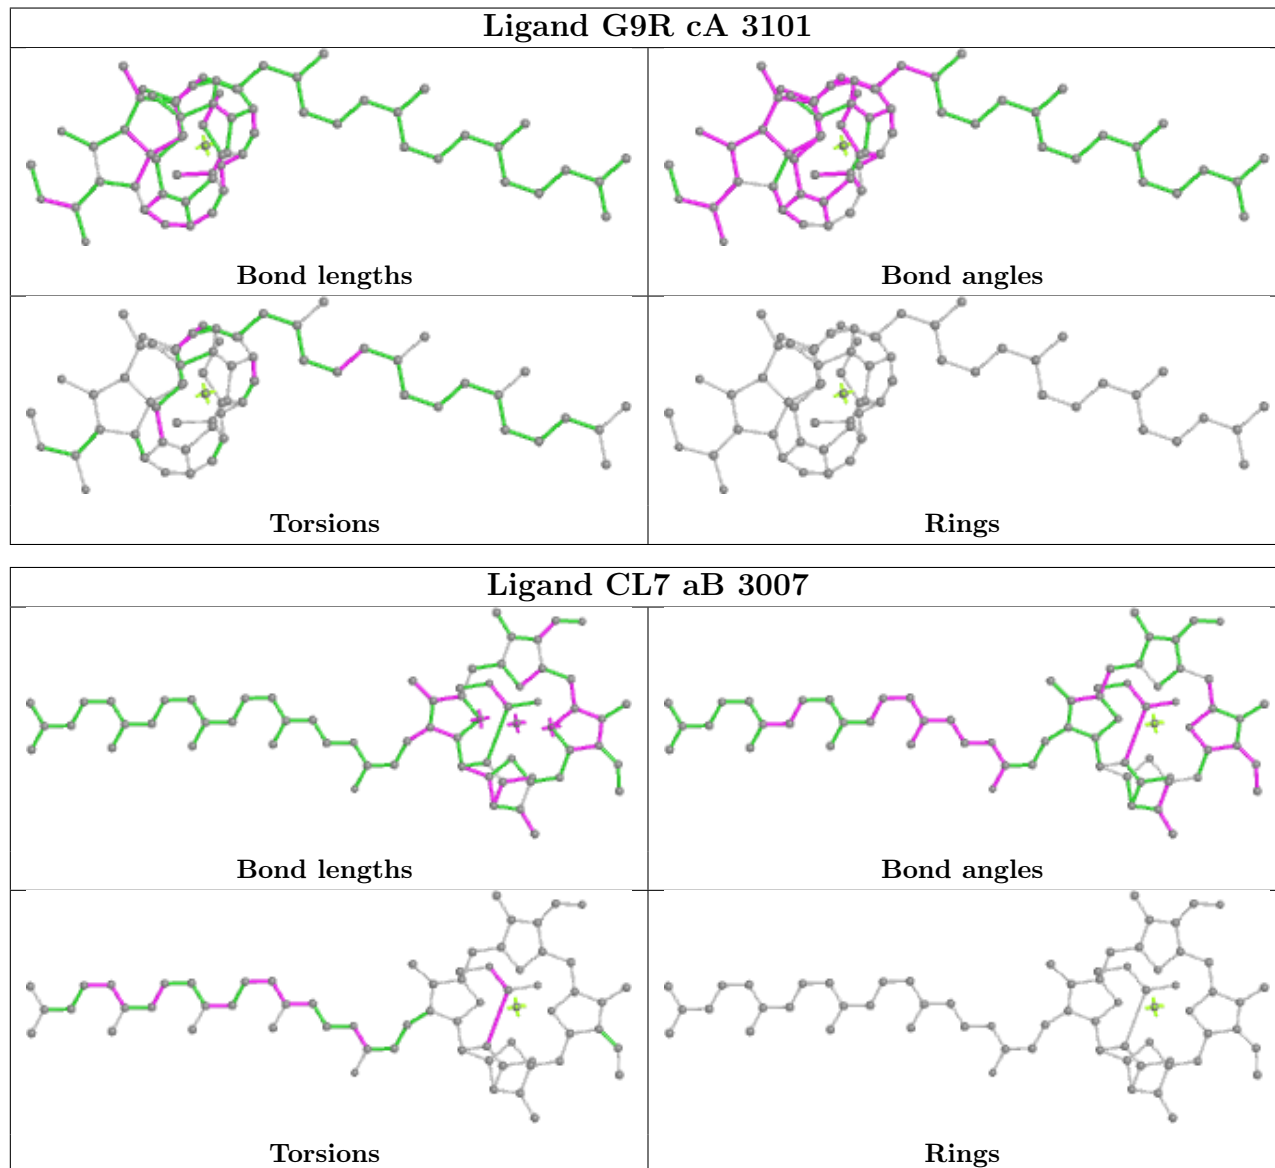 Ligand G9R cA 3101
Bond lengths
Bond angles
Torsions
Rings
Ligand CL7 aB 3007
Bond lengths
Bond angles
Torsions
Rings